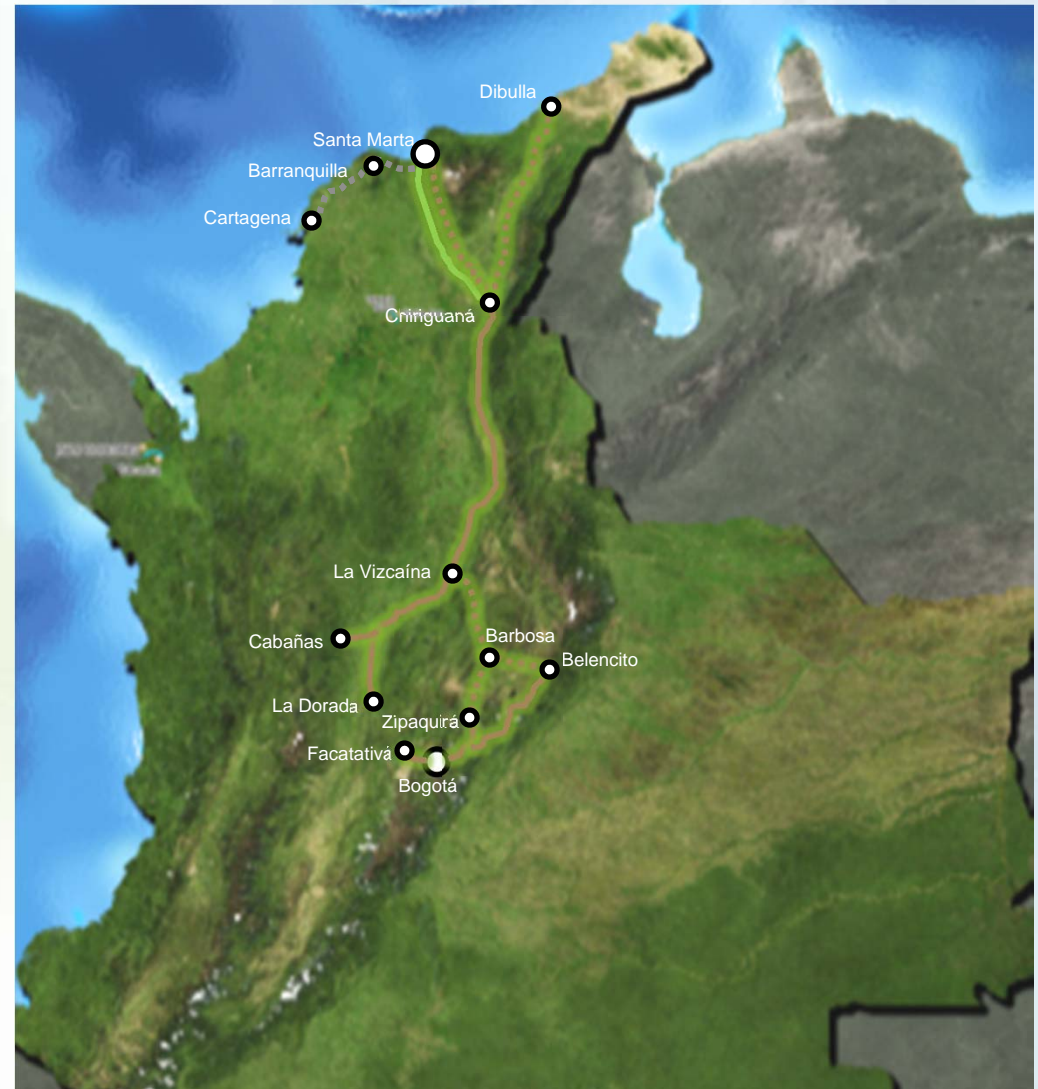 Dibulla
Santa Marta
Barranquilla
Cartagena
Chiriguaná
La Vizcaína
Cabañas
Barbosa
Belencito
La Dorada
Zipaquirá
Facatativá
Bogotá